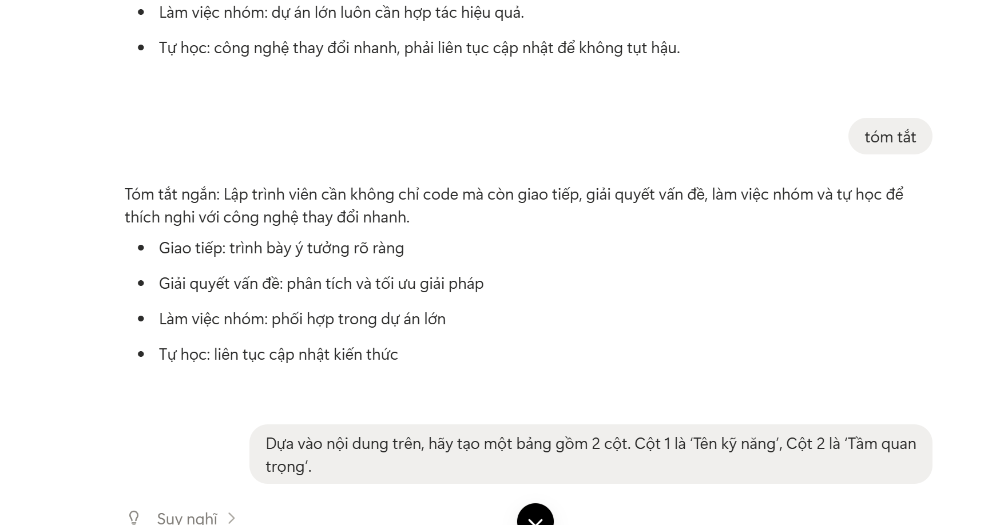 Làm việc nhóm: dự án lớn luôn cần hợp tác hiệu quả.
Tự học: công nghệ thay đổi nhanh, phải liên tục cập nhật để không tụt hậu.
tóm tắt
Tóm tắt ngắn: Lập trình viên cần không chỉ code mà còn giao tiếp, giải quyết vấn đề, làm việc nhóm và tự học để
thích nghi với công nghệ thay đổi nhanh.
Giao tiếp: trình bày ý tưởng rõ ràng
Giải quyết vấn đề: phân tích và tối ưu giải pháp
Làm việc nhóm: phối hợp trong dự án lớn
Tự học: liên tục cập nhật kiến thức
Dựa vào nội dung trên, hãy tạo một bảng gồm 2 cột. Cột 1 là ‘Tên kỹ năng’, Cột 2 là ‘Tầm quan
trọng’.
Suy nghĩ